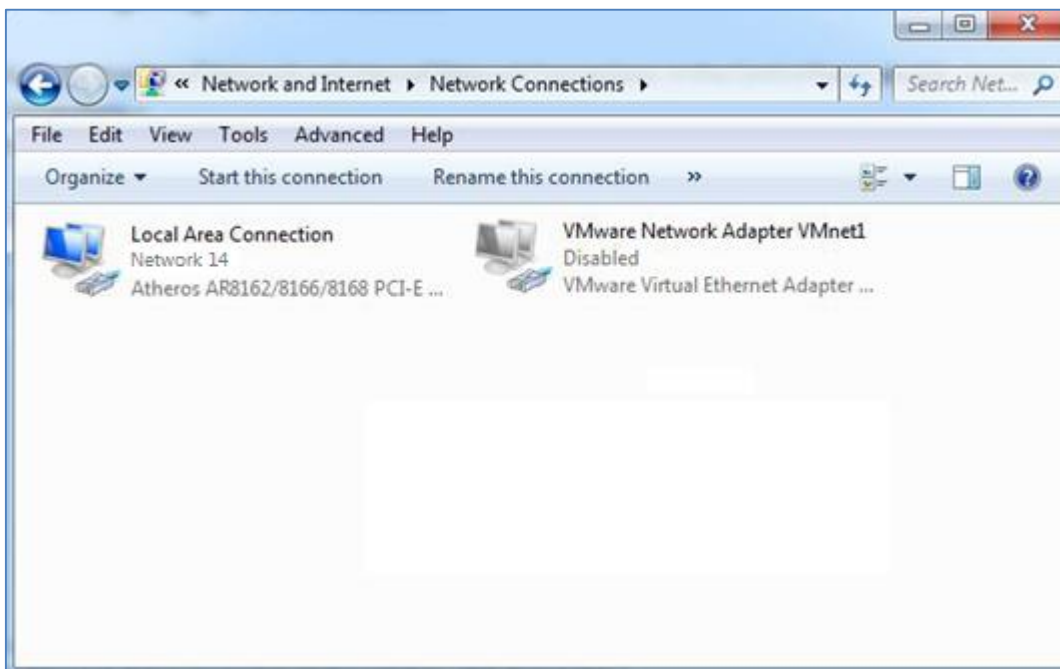 « Network and Internet ▸ Network Connections ▸ Search Net...
File Edit View Tools Advanced Help
Organize Start this connection Rename this connection »
Local Area Connection
Network 14
Atheros AR8162/8166/8168 PCI-E ...
VMware Network Adapter VMnet1
Disabled
VMware Virtual Ethernet Adapter ...